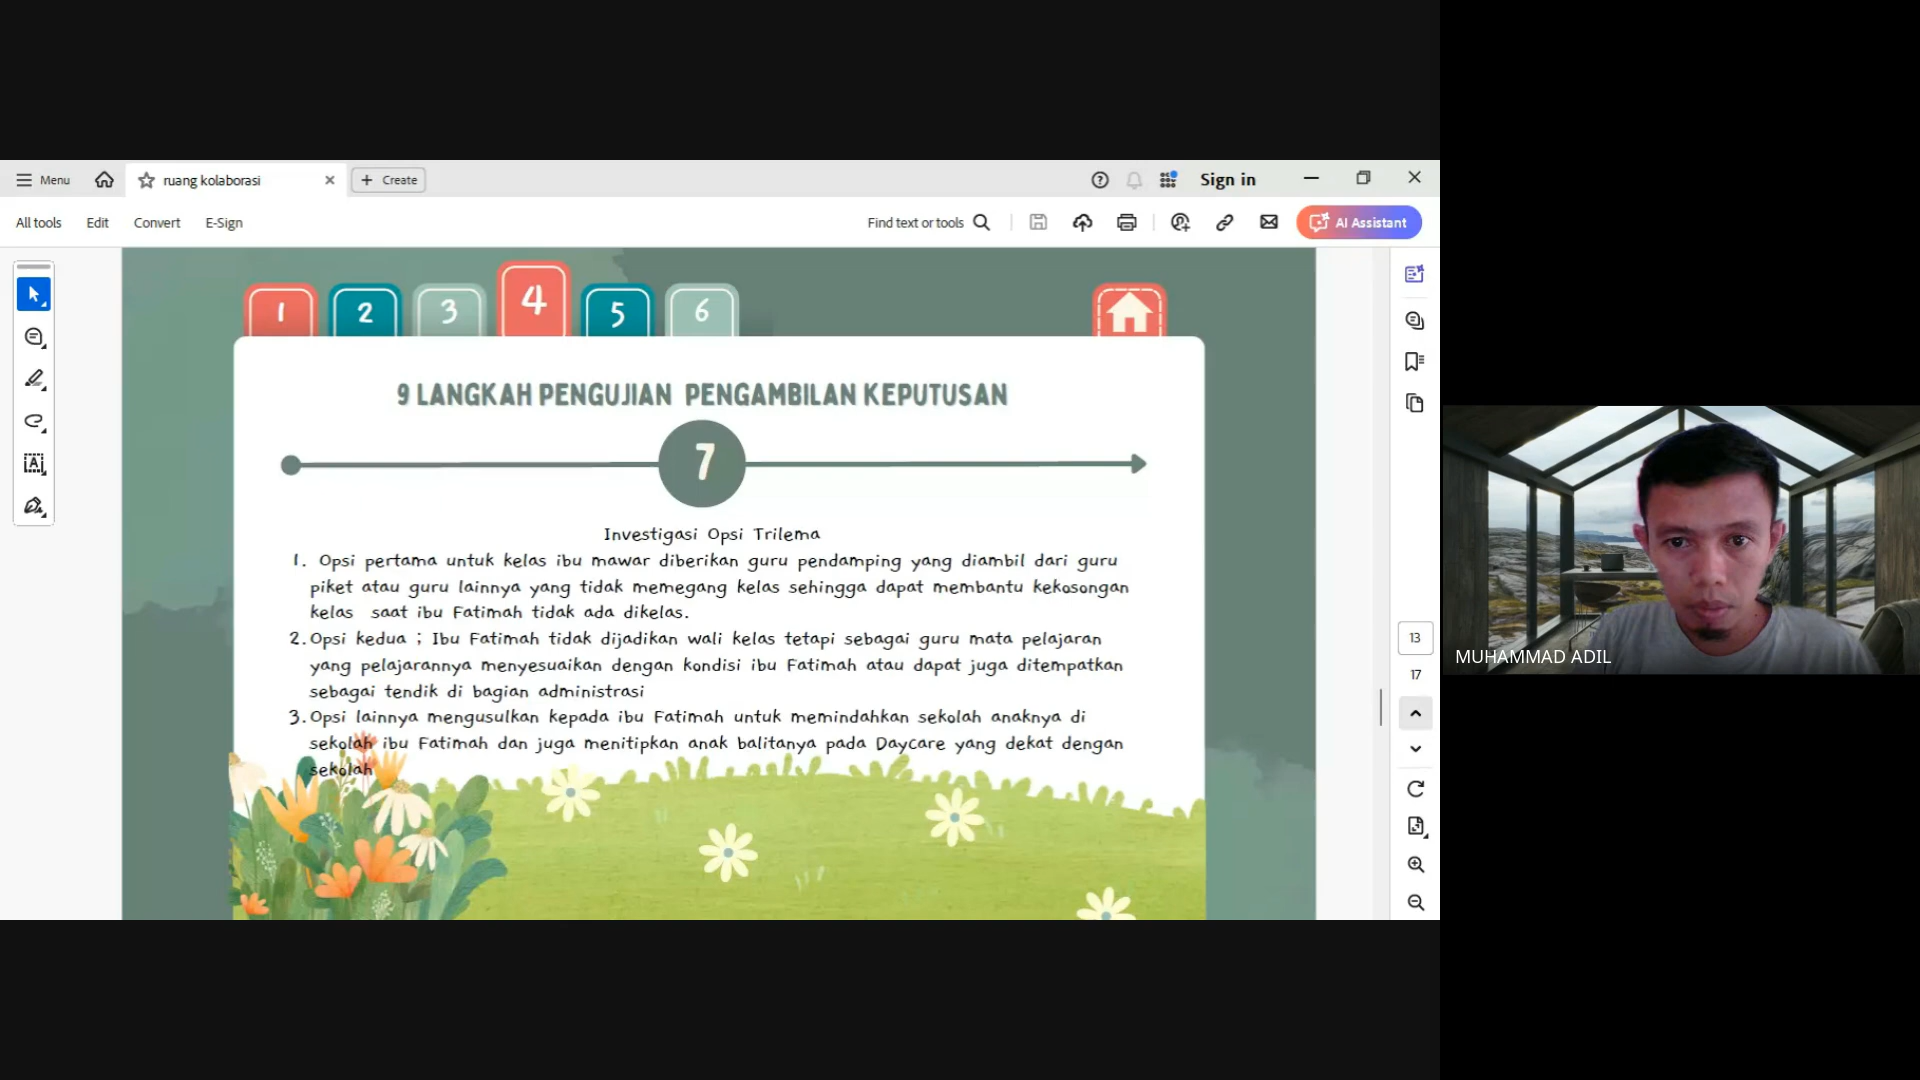 Menu
ruang kolaborasi
Create
Sign in
All tools
Edit
Convert
E-Sign
Find text or tools
AI Assistant
1
2
3
4
5
6
9 LANGKAH PENGUJIAN PENGAMBILAN KEPUTUSAN
7
Investigasi Opsi Trilema
1. Opsi pertama untuk kelas ibu mawar diberikan guru pendamping yang diambil dari guru
piket atau guru lainnya yang tidak memegang kelas sehingga dapat membantu kekosongan
kelas saat ibu Fatimah tidak ada dikelas.
2. Opsi kedua ; Ibu Fatimah tidak dijadikan wali kelas tetapi sebagai guru mata pelajaran
yang pelajarannya menyesuaikan dengan kondisi ibu Fatimah atau dapat juga ditempatkan
sebagai tendik di bagian administrasi
3. Opsi lainnya mengusulkan kepada ibu Fatimah untuk memindahkan sekolah anaknya di
sekolah ibu Fatimah dan juga menitipkan anak balitanya pada Daycare yang dekat dengan
sekolah
13
17
MUHAMMAD ADIL